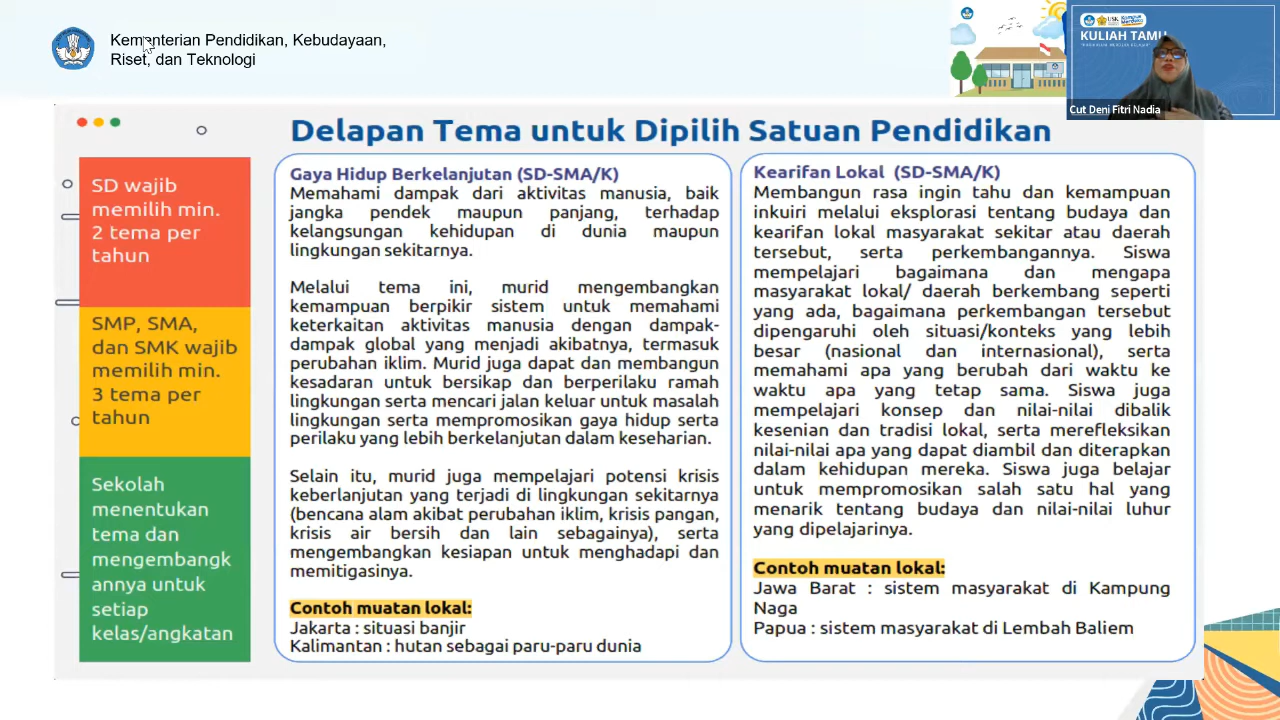 Kementerian Pendidikan, Kebudayaan,
Riset, dan Teknologi
USK
Kampus
Merdeka
KULIAH TAMU
Cut Deni Fitri Nadia
Delapan Tema untuk Dipilih Satuan Pendidikan
SD wajib
memilih min.
2 tema per
tahun
SMP, SMA,
dan SMK wajib
memilih min.
3 tema per
tahun
Sekolah
menentukan
tema dan
mengembangk
annya untuk
setiap
kelas/angkatan
Gaya Hidup Berkelanjutan (SD-SMA/K)
Memahami dampak dari aktivitas manusia, baik
jangka pendek maupun panjang, terhadap
kelangsungan kehidupan di dunia maupun
lingkungan sekitarnya.
Melalui tema ini, murid mengembangkan
kemampuan berpikir sistem untuk memahami
keterkaitan aktivitas manusia dengan dampak-
dampak global yang menjadi akibatnya, termasuk
perubahan iklim. Murid juga dapat dan membangun
kesadaran untuk bersikap dan berperilaku ramah
lingkungan serta mencari jalan keluar untuk masalah
lingkungan serta mempromosikan gaya hidup serta
perilaku yang lebih berkelanjutan dalam keseharian.
Selain itu, murid juga mempelajari potensi krisis
keberlanjutan yang terjadi di lingkungan sekitarnya
(bencana alam akibat perubahan iklim, krisis pangan,
krisis air bersih dan lain sebagainya), serta
mengembangkan kesiapan untuk menghadapi dan
memitigasinya.
Contoh muatan lokal:
Jakarta : situasi banjir
Kalimantan : hutan sebagai paru-paru dunia
Kearifan Lokal (SD-SMA/K)
Membangun rasa ingin tahu dan kemampuan
inkuiri melalui eksplorasi tentang budaya dan
kearifan lokal masyarakat sekitar atau daerah
tersebut, serta perkembangannya. Siswa
mempelajari bagaimana dan mengapa
masyarakat lokal/ daerah berkembang seperti
yang ada, bagaimana perkembangan tersebut
dipengaruhi oleh situasi/konteks yang lebih
besar (nasional dan internasional), serta
memahami apa yang berubah dari waktu ke
waktu apa yang tetap sama. Siswa juga
mempelajari konsep dan nilai-nilai dibalik
kesenian dan tradisi lokal, serta merefleksikan
nilai-nilai apa yang dapat diambil dan diterapkan
dalam kehidupan mereka. Siswa juga belajar
untuk mempromosikan salah satu hal yang
menarik tentang budaya dan nilai-nilai luhur
yang dipelajarinya.
Contoh muatan lokal:
Jawa Barat : sistem masyarakat di Kampung
Naga
Papua : sistem masyarakat di Lembah Baliem